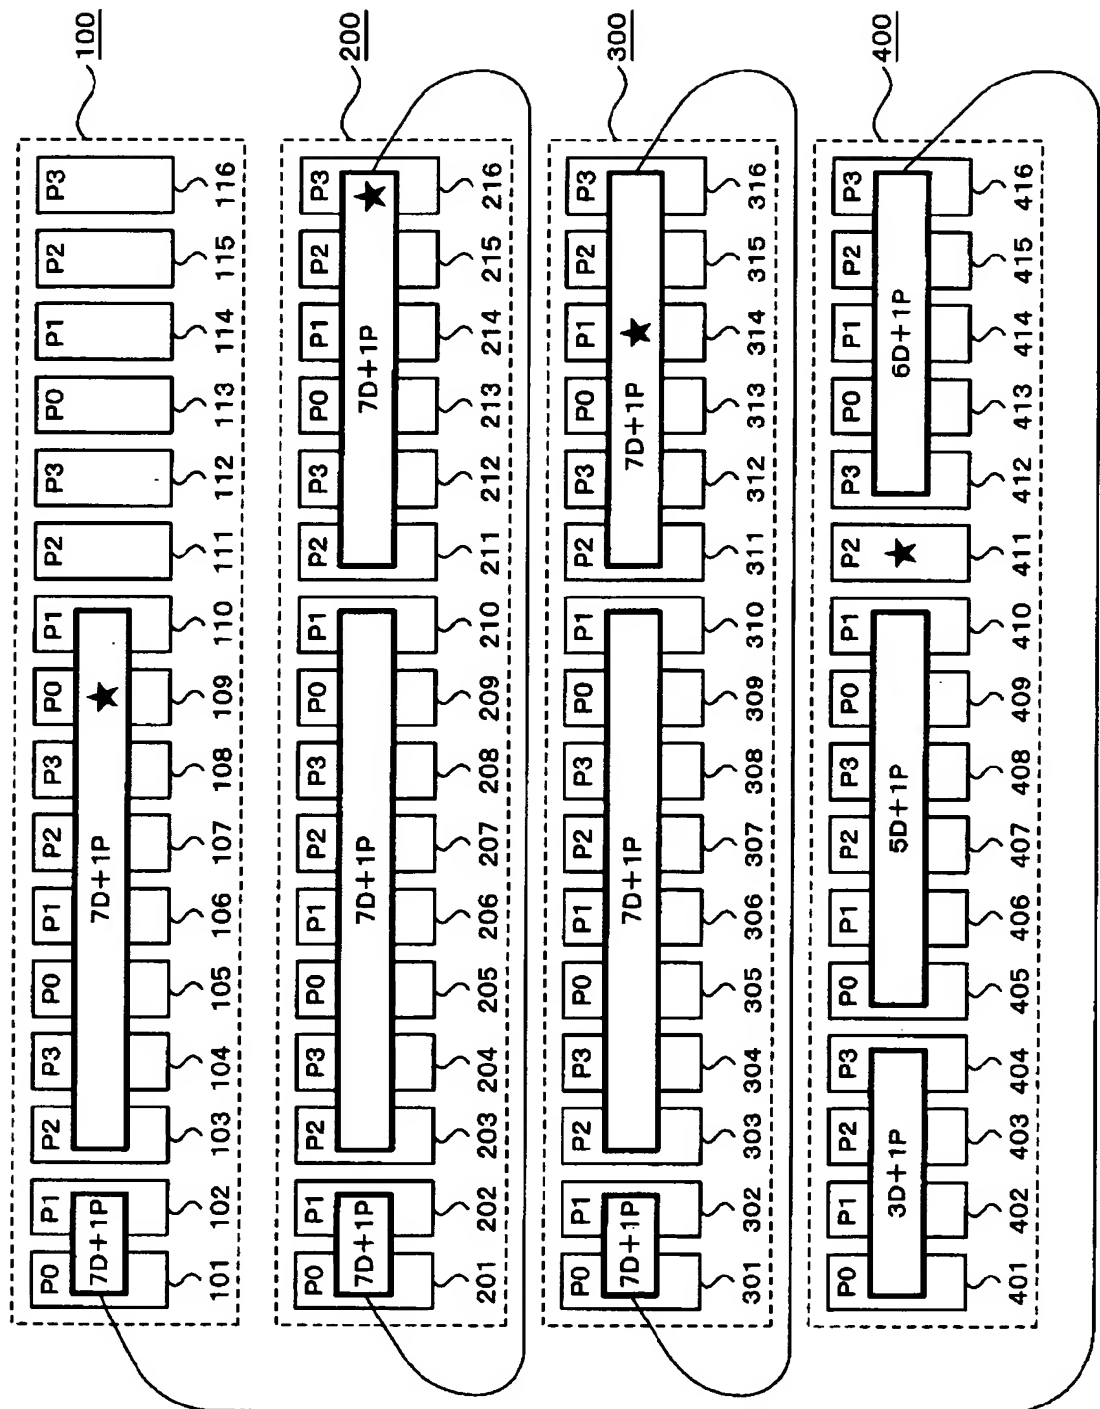 P0 P1 P2 P3 P0 P1 P2 P3 P0 P1 P2 P3 P0 P1 P2 P3 100
7D+1P 7D+1P
101 102 103 104 105 106 107 108 109 110 111 112 113 114 115 116
P0 P1 P2 P3 P0 P1 P2 P3 P0 P1 P2 P3 P0 P1 P2 P3 200
7D+1P 7D+1P 7D+1P
201 202 203 204 205 206 207 208 209 210 211 212 213 214 215 216
P0 P1 P2 P3 P0 P1 P2 P3 P0 P1 P2 P3 P0 P1 P2 P3 300
7D+1P 7D+1P 7D+1P
301 302 303 304 305 306 307 308 309 310 311 312 313 314 315 316
P0 P1 P2 P3 P0 P1 P2 P3 P0 P1 P2 P3 P0 P1 P2 P3 400
3D+1P 5D+1P 6D+1P
401 402 403 404 405 406 407 408 409 410 411 412 413 414 415 416